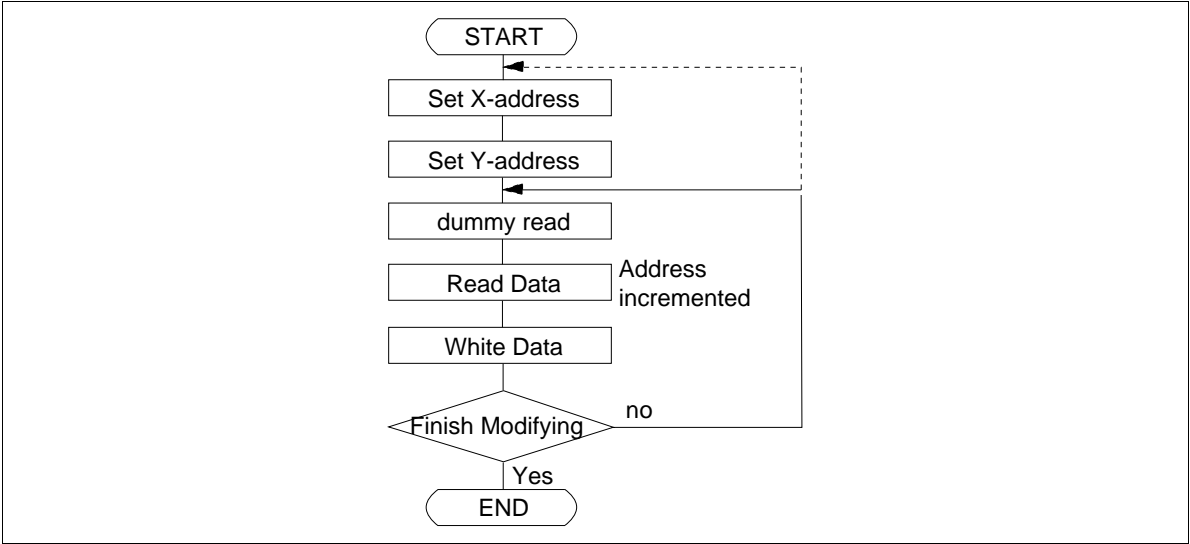 START
Set X-address
Set Y-address
dummy read
Read Data
Address
incremented
White Data
Finish Modifying
no
Yes
END